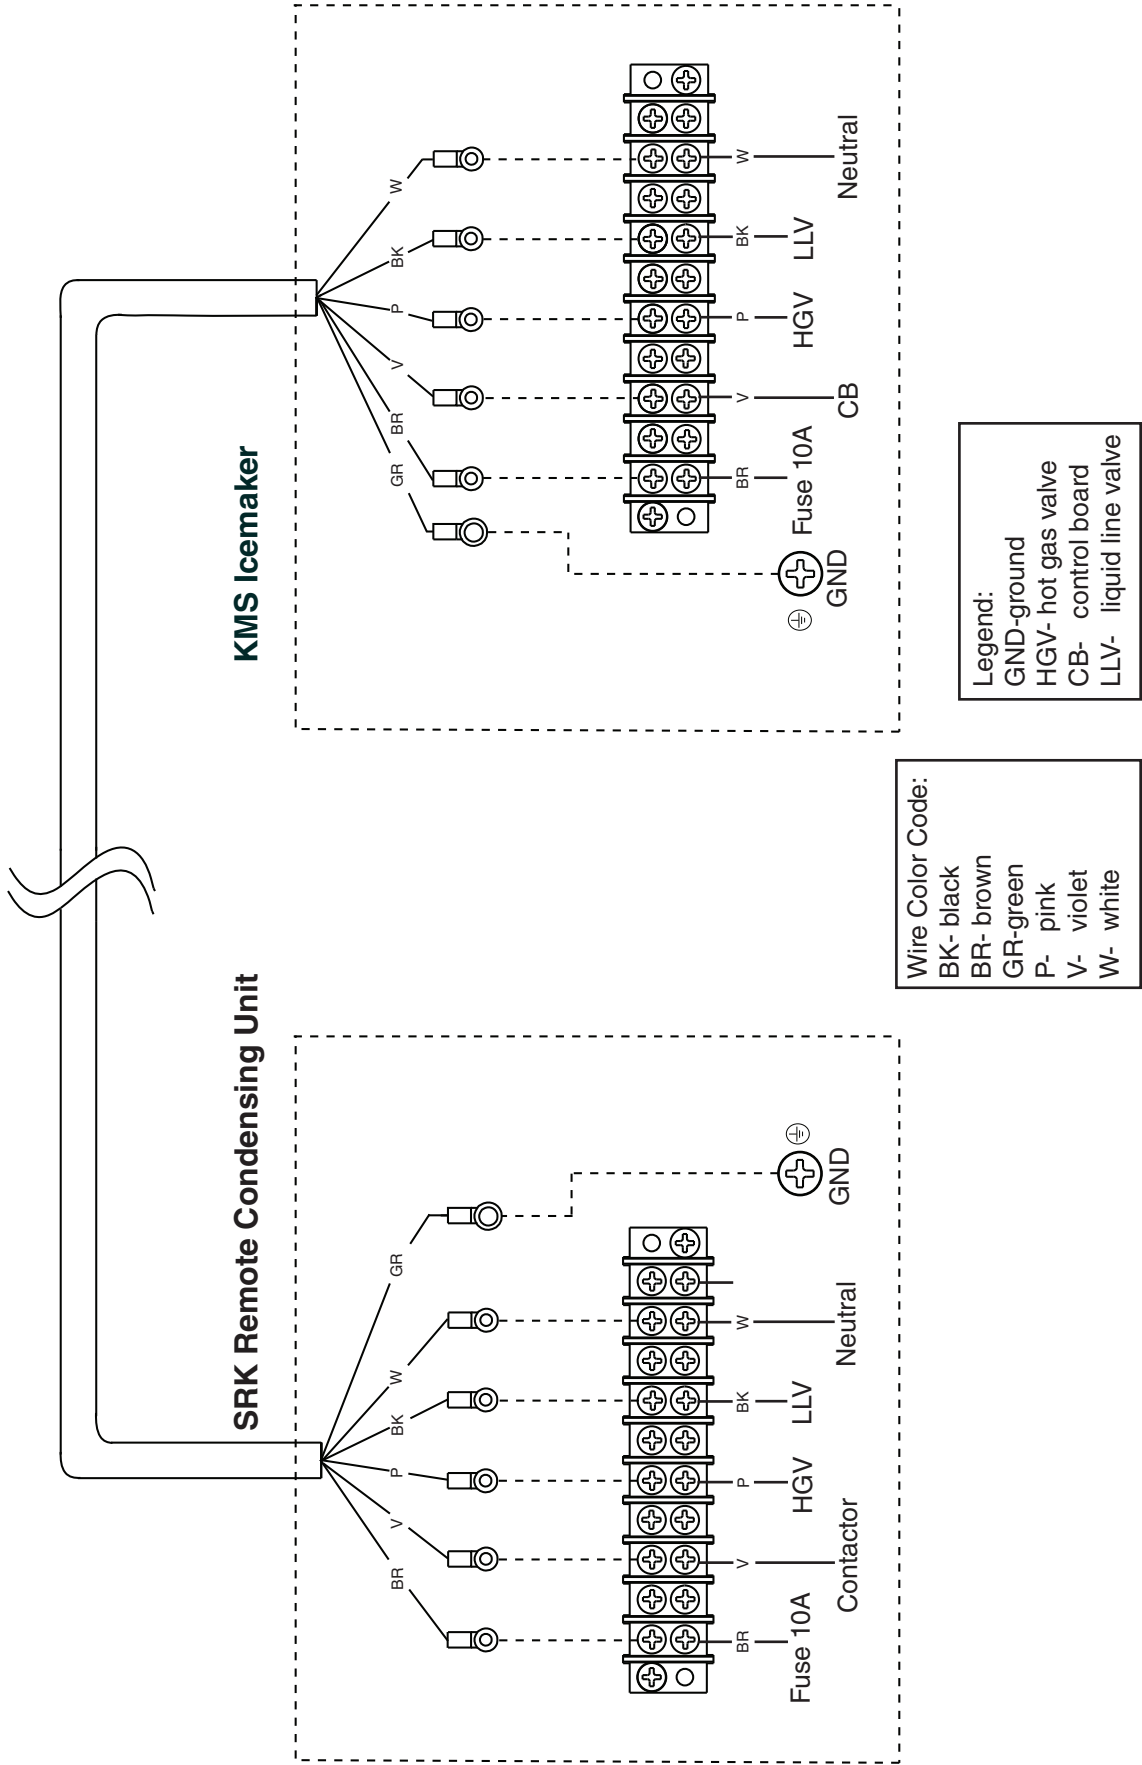 SRK Remote Condensing Unit
BR
V
P
BK
W
GR
BR
V
P
BK
W
Fuse 10A
Contactor
HGV
LLV
Neutral
GND
KMS Icemaker
GR
BR
V
P
BK
W
BR
V
P
BK
W
GND
Fuse 10A
CB
HGV
LLV
Neutral
Wire Color Code:
BK- black
BR- brown
GR-green
P- pink
V- violet
W- white
Legend:
GND-ground
HGV- hot gas valve
CB- control board
LLV- liquid line valve